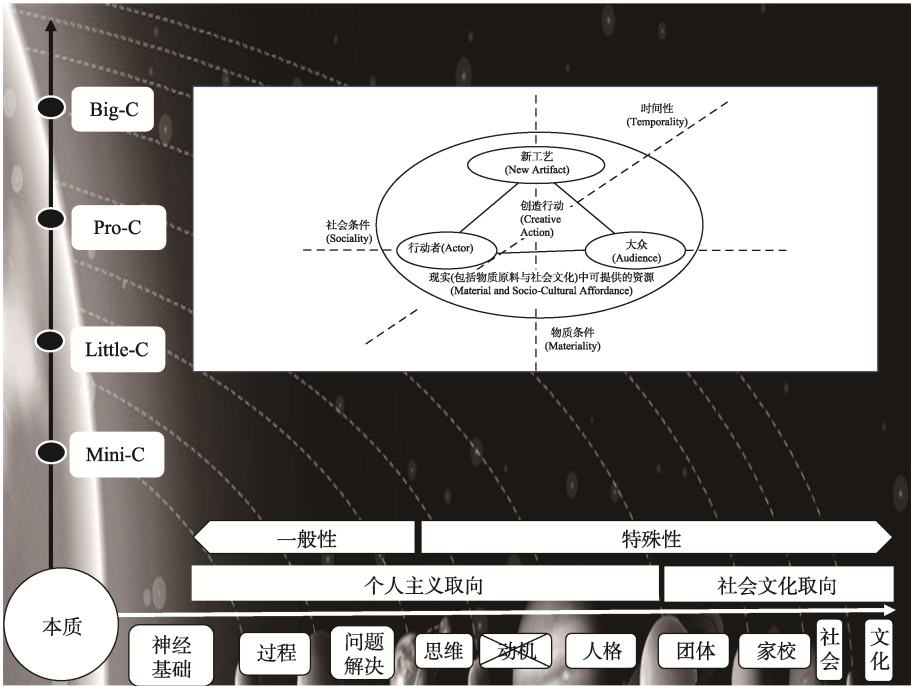 Big-C
Pro-C
Little-C
Mini-C
本质
时间性
(Temporality)
新工艺
(New Artifact)
创造行动
(Creative
Action)
社会条件
(Sociality)
行动者(Actor)
大众
(Audience)
现实(包括物质原料与社会文化)中可提供的资源
(Material and Socio-Cultural Affordance)
物质条件
(Materiality)
一般性
特殊性
个人主义取向
社会文化取向
神经
基础
过程
问题
解决
思维
动机
人格
团体
家校
社
会
文
化